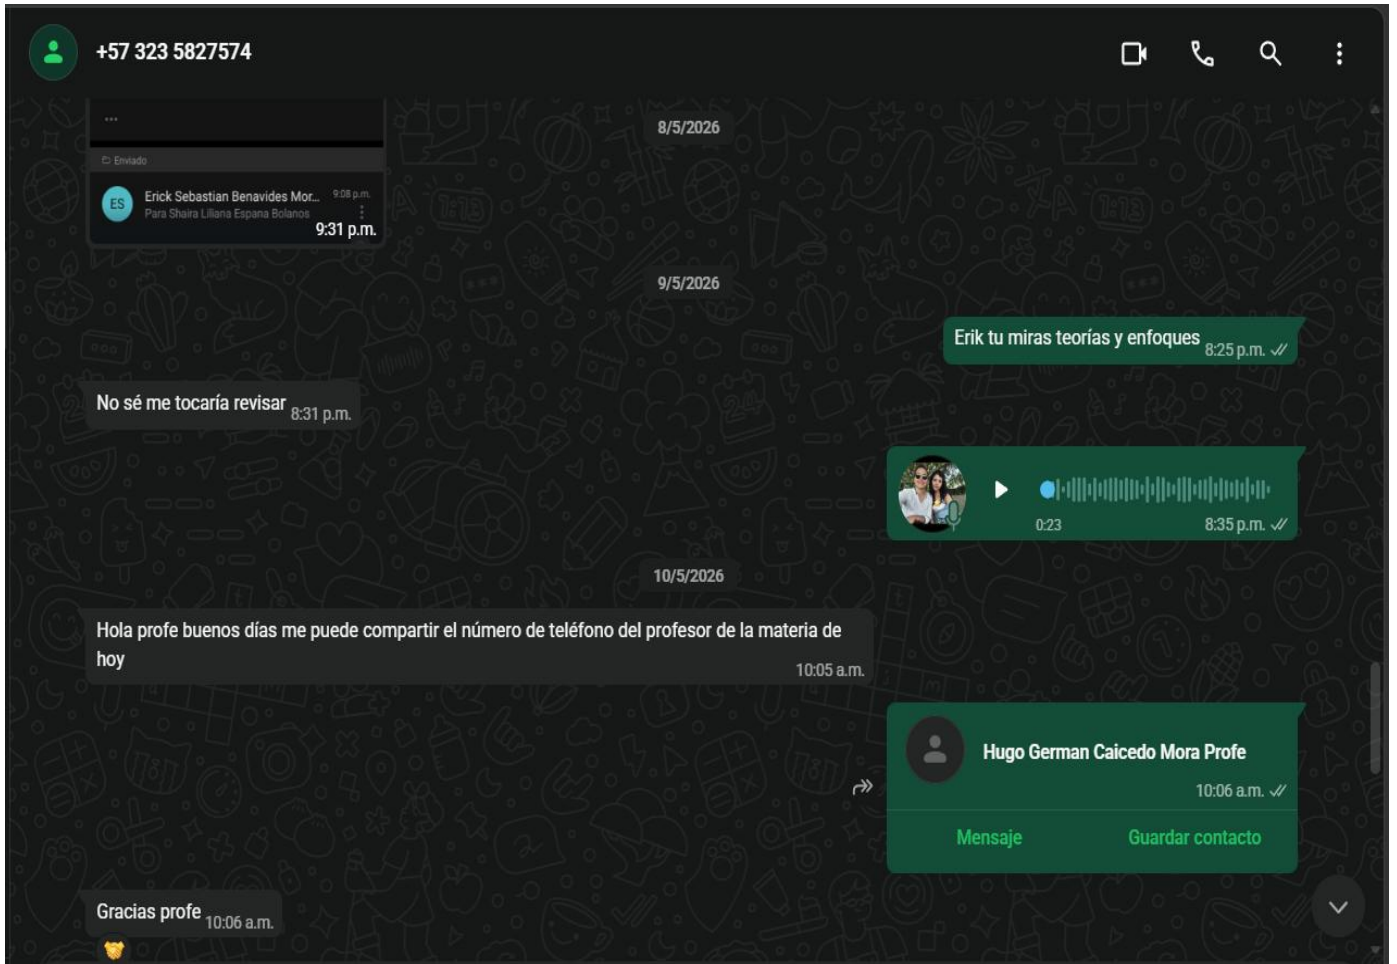 +57 323 5827574
...
8/5/2026
Enviado
ES
Erick Sebastian Benavides Mor...
9:08 p.m.
Para Shaira Liliana Espana Bolanos
9:31 p.m.
9/5/2026
Erik tu miras teorías y enfoques
8:25 p.m.
No sé me tocaría revisar
8:31 p.m.
0:23
8:35 p.m.
10/5/2026
Hola profe buenos días me puede compartir el número de teléfono del profesor de la materia de
hoy
10:05 a.m.
Hugo German Caicedo Mora Profe
10:06 a.m.
Mensaje
Guardar contacto
Gracias profe
10:06 a.m.